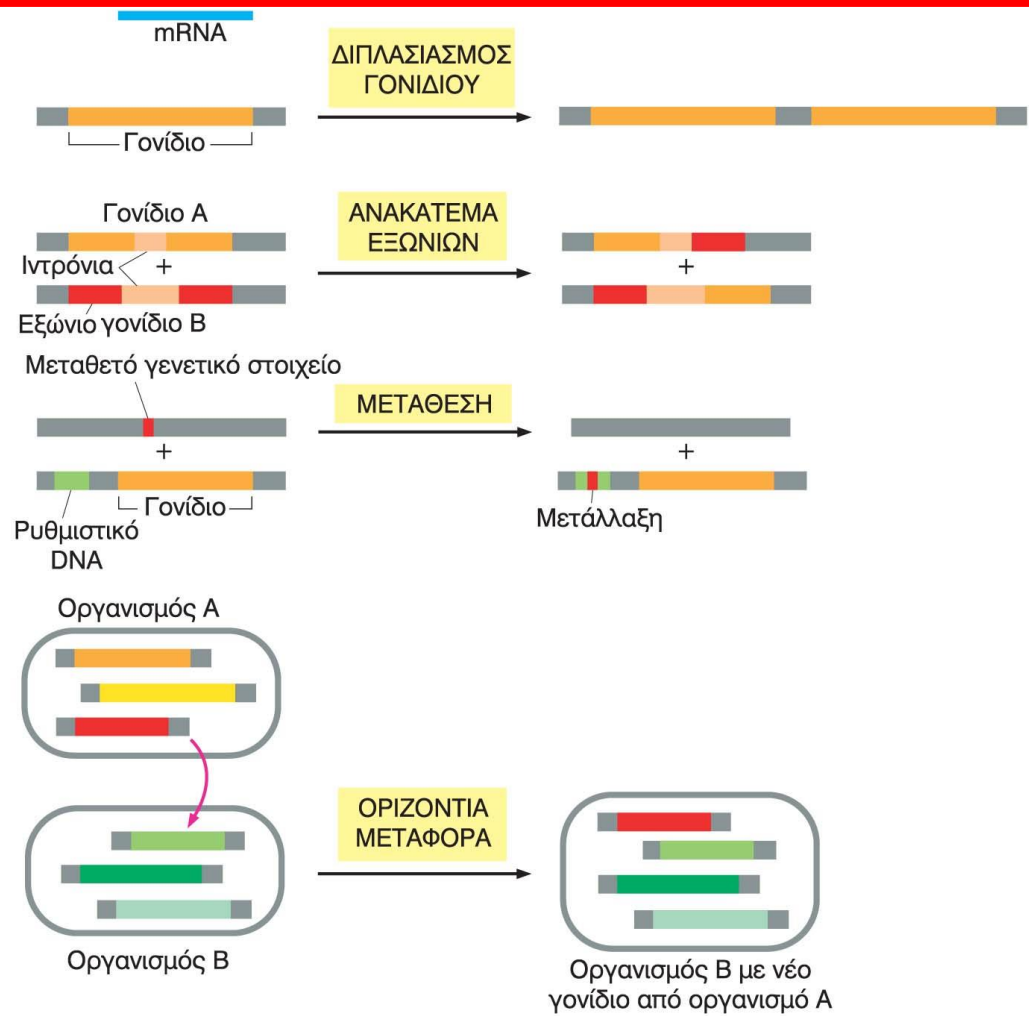 mRNA
ΔΙΠΛΑΣΙΑΣΜΟΣ
ΓΟΝΙΔΙΟΥ
Γονίδιο
Γονίδιο Α
ΑΝΑΚΑΤΕΜΑ
ΕΞΩΝΙΩΝ
Ιντρόνια
+
+
Εξώνιο γονίδιο Β
Μεταθετό γενετικό στοιχείο
ΜΕΤΑΘΕΣΗ
+
+
Γονίδιο
Μετάλλαξη
Ρυθμιστικό
DNA
Οργανισμός Α
ΟΡΙΖΟΝΤΙΑ
ΜΕΤΑΦΟΡΑ
Οργανισμός Β
Οργανισμός Β με νέο
γονίδιο από οργανισμό Α